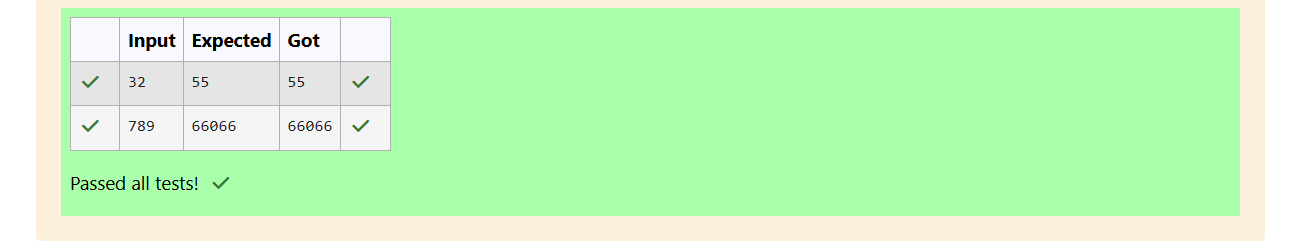 Input Expected Got
32 55 55
789 66066 66066
Passed all tests!